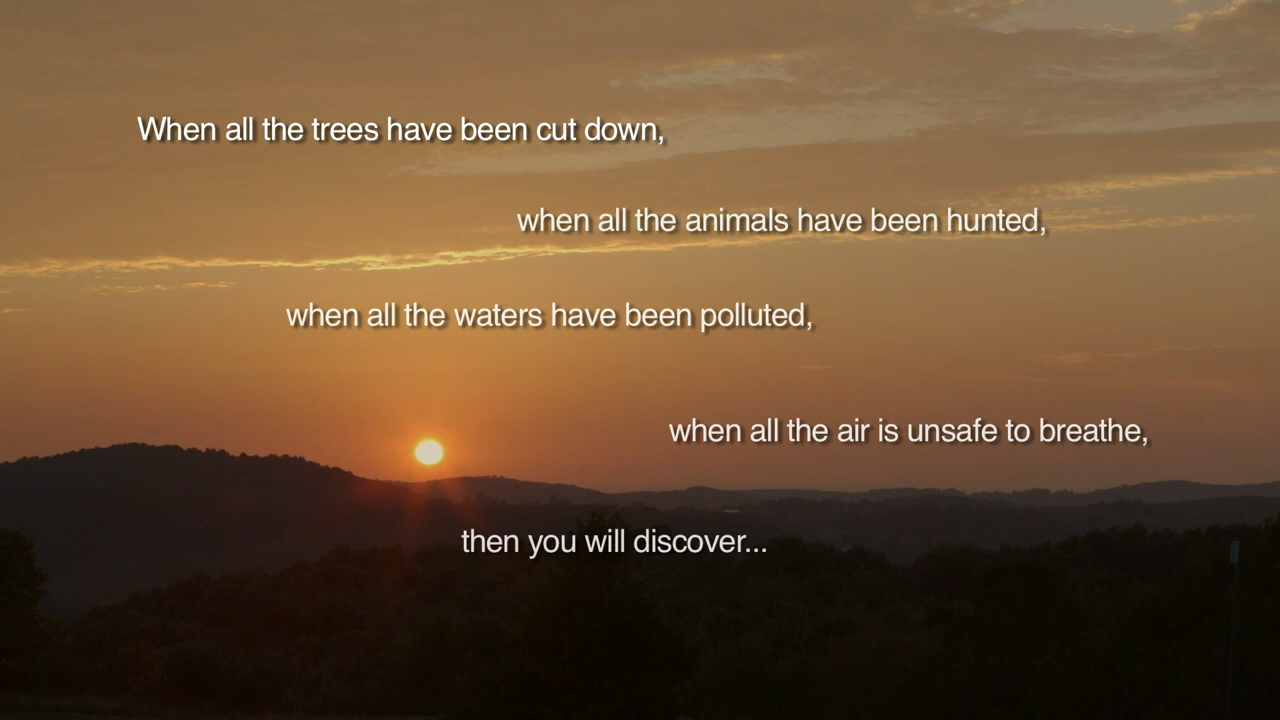 When all the trees have been cut down,
when all the animals have been hunted,
when all the waters have been polluted,
when all the air is unsafe to breathe,
then you will discover...